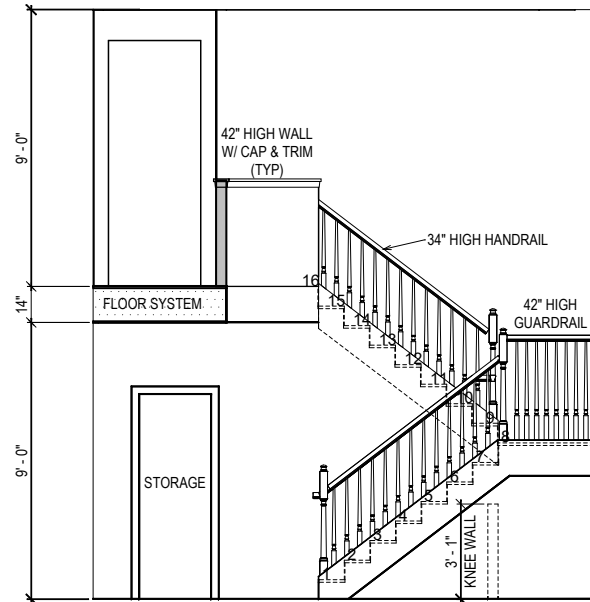 9' - 0"
42" HIGH WALL
W/ CAP & TRIM
(TYP)
34" HIGH HANDRAIL
16
15
14"
FLOOR SYSTEM
14
42" HIGH
GUARDRAIL
13
12
11
10
9
8
7
9' - 0"
STORAGE
6
5
4
3
2
1
3' - 1"
KNEE WALL